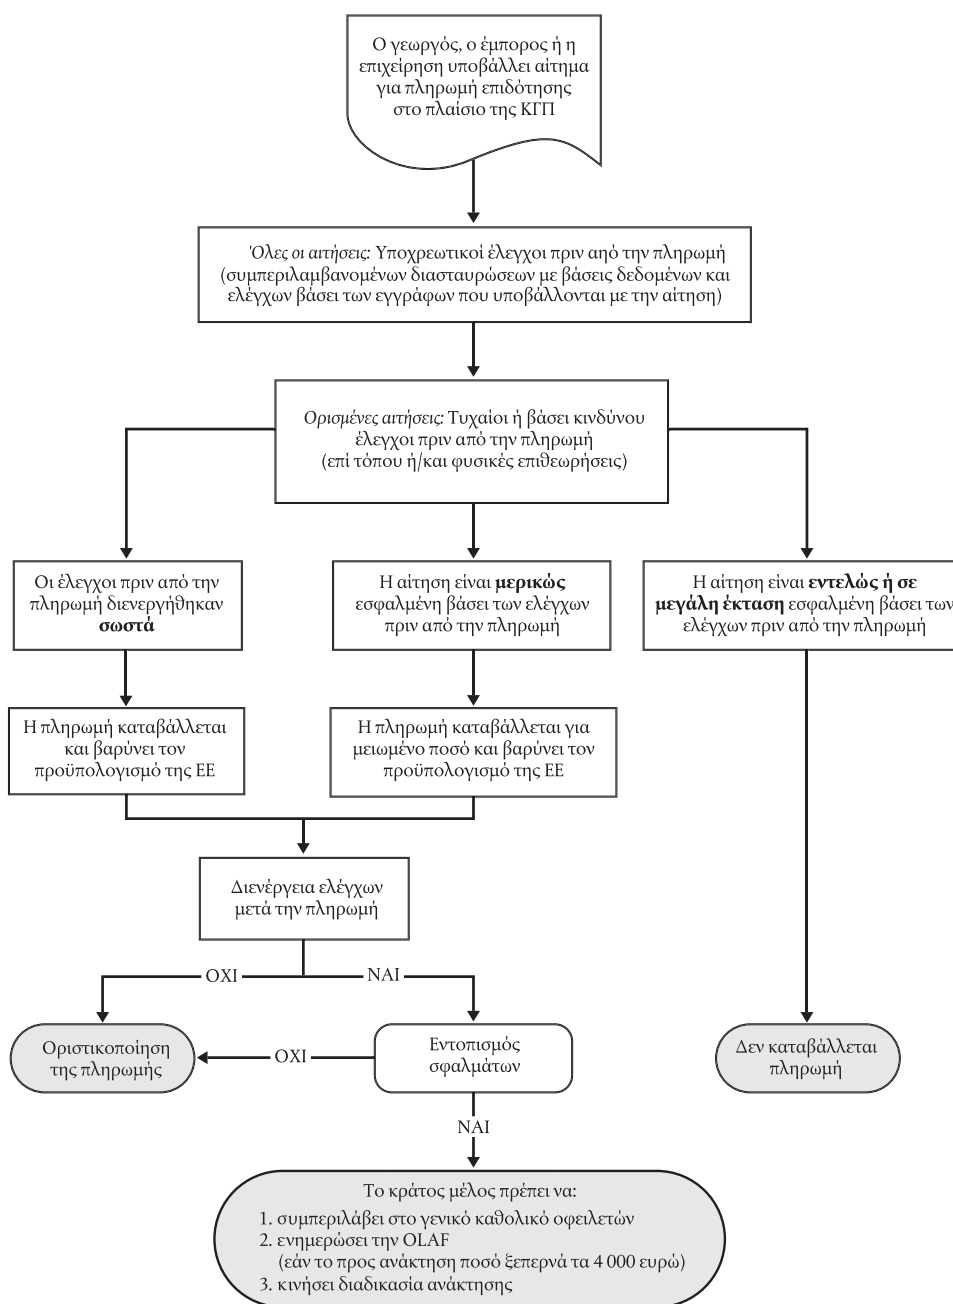 Ο γεωργός, ο έμπορος ή η
επιχείρηση υποβάλλει αίτημα
για πληρωμή επιδότησης
στο πλαίσιο της ΚΓΠ
Όλες οι αιτήσεις: Υποχρεωτικοί έλεγχοι πριν αηό την πληρωμή
(συμπεριλαμβανομένων διασταυρώσεων με βάσεις δεδομένων και
ελέγχων βάσει των εγγράφων που υποβάλλονται με την αίτηση)
Ορισμένες αιτήσεις: Τυχαίοι ή βάσει κινδύνου
έλεγχοι πριν από την πληρωμή
(επί τόπου ή/και φυσικές επιθεωρήσεις)
Οι έλεγχοι πριν από την
πληρωμή διενεργήθηκαν
σωστά
Η αίτηση είναι μερικώς
εσφαλμένη βάσει των ελέγχων
πριν από την πληρωμή
Η αίτηση είναι εντελώς ή σε
μεγάλη έκταση εσφαλμένη βάσει των
ελέγχων πριν από την πληρωμή
Η πληρωμή καταβάλλεται
και βαρύνει τον
προϋπολογισμό της ΕΕ
Η πληρωμή καταβάλλεται για
μειωμένο ποσό και βαρύνει τον
προϋπολογισμό της ΕΕ
Διενέργεια ελέγχων
μετά την πληρωμή
ΟΧΙ
ΝΑΙ
Οριστικοποίηση
της πληρωμής
ΟΧΙ
Εντοπισμός
σφαλμάτων
Δεν καταβάλλεται
πληρωμή
ΝΑΙ
Το κράτος μέλος πρέπει να:
1. συμπεριλάβει στο γενικό καθολικό οφειλετών
2. ενημερώσει την OLAF
(εάν το προς ανάκτηση ποσό ξεπερνά τα 4 000 ευρώ)
3. κινήσει διαδικασία ανάκτησης